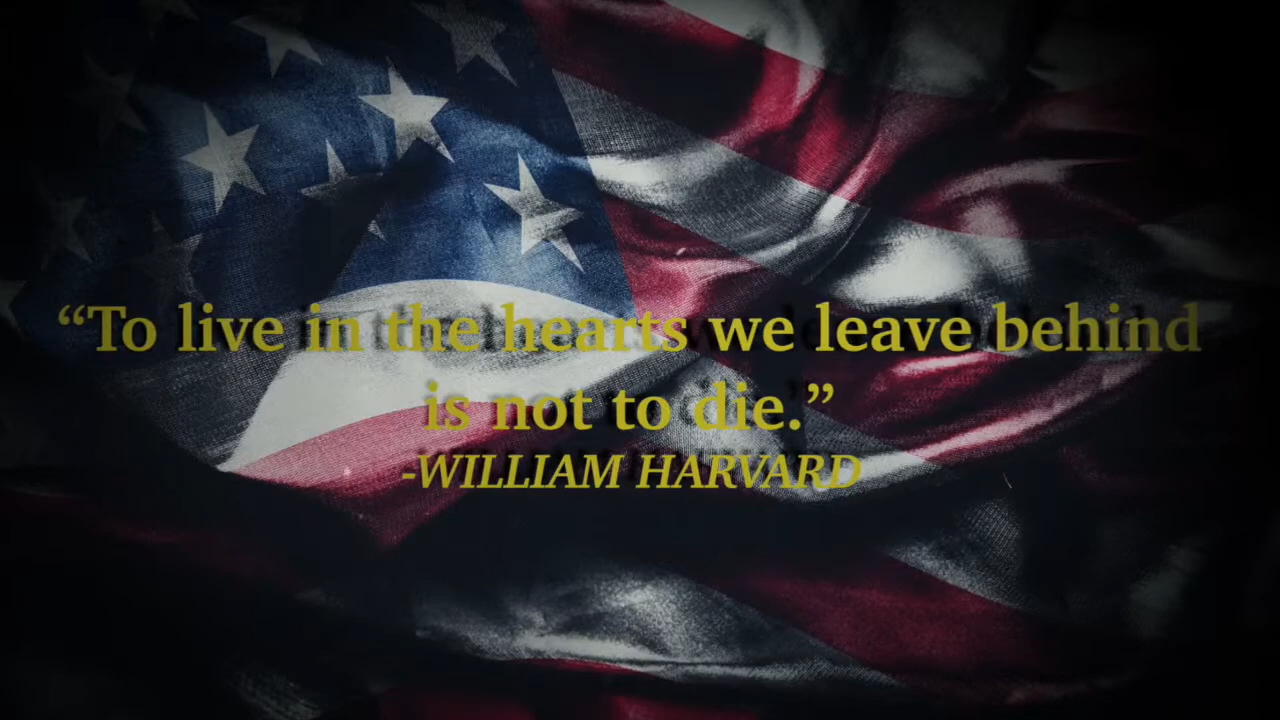 “To live in the hearts we leave behind
is not to die.”
-WILLIAM HARVARD